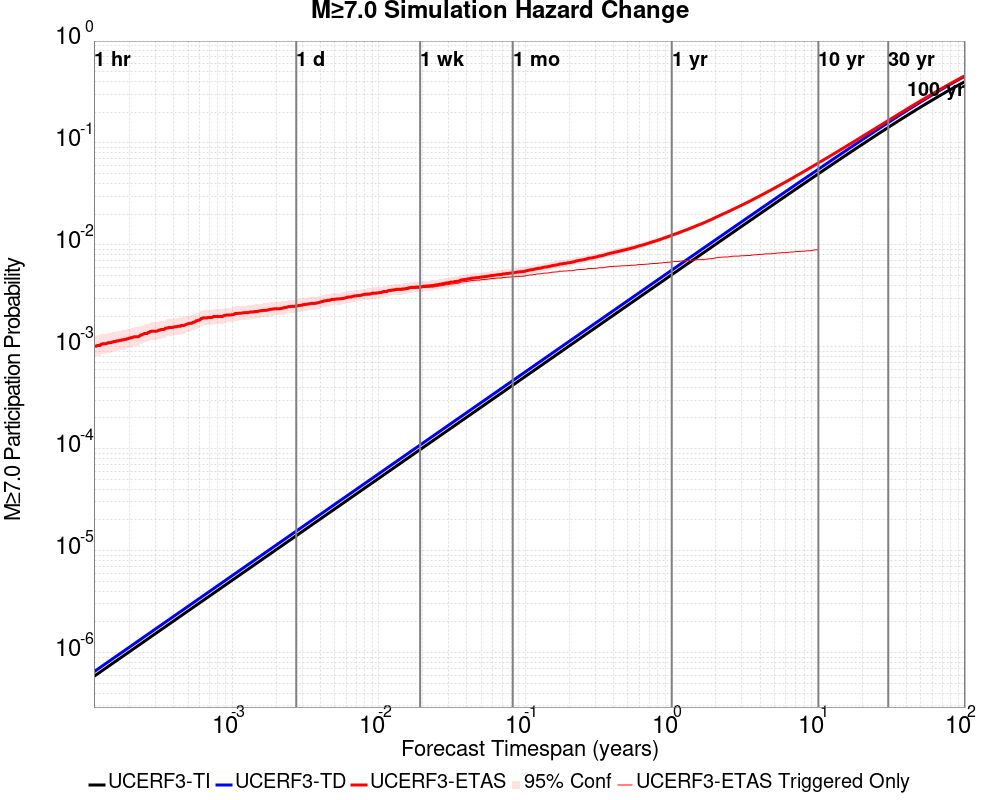 M≥7.0 Simulation Hazard Change
10 0
1 hr
1 d
1 wk
1 mo
1 yr
10 yr
30 yr
100 yr
10 -1
10 -2
10 -3
10 -4
10 -5
10 -6
M≥7.0 Participation Probability
10 -3
10 -2
10 -1
10 0
10 1
10 2
Forecast Timespan (years)
UCERF3-TI UCERF3-TD UCERF3-ETAS 95% Conf UCERF3-ETAS Triggered Only